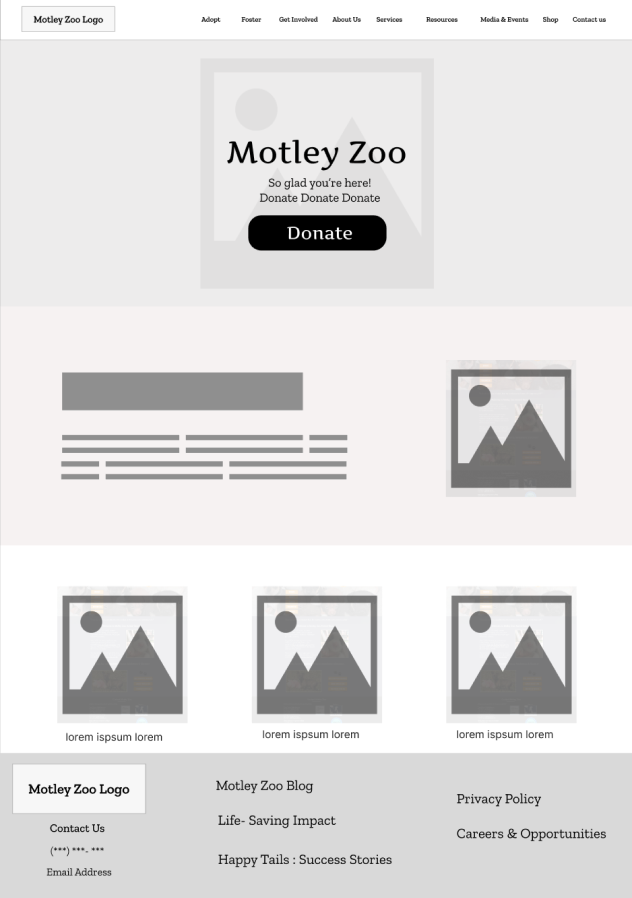 Motley Zoo Logo
Adopt Foster Get Involved About Us Services Resources Media & Events Shop Contact us
Motley Zoo
So glad you're here!
Donate Donate Donate
Donate
lorem ispsum lorem
lorem ispsum lorem
lorem ispsum lorem
Motley Zoo Logo
Contact Us
(***) ***- ***
Email Address
Motley Zoo Blog
Life- Saving Impact
Happy Tails : Success Stories
Privacy Policy
Careers & Opportunities